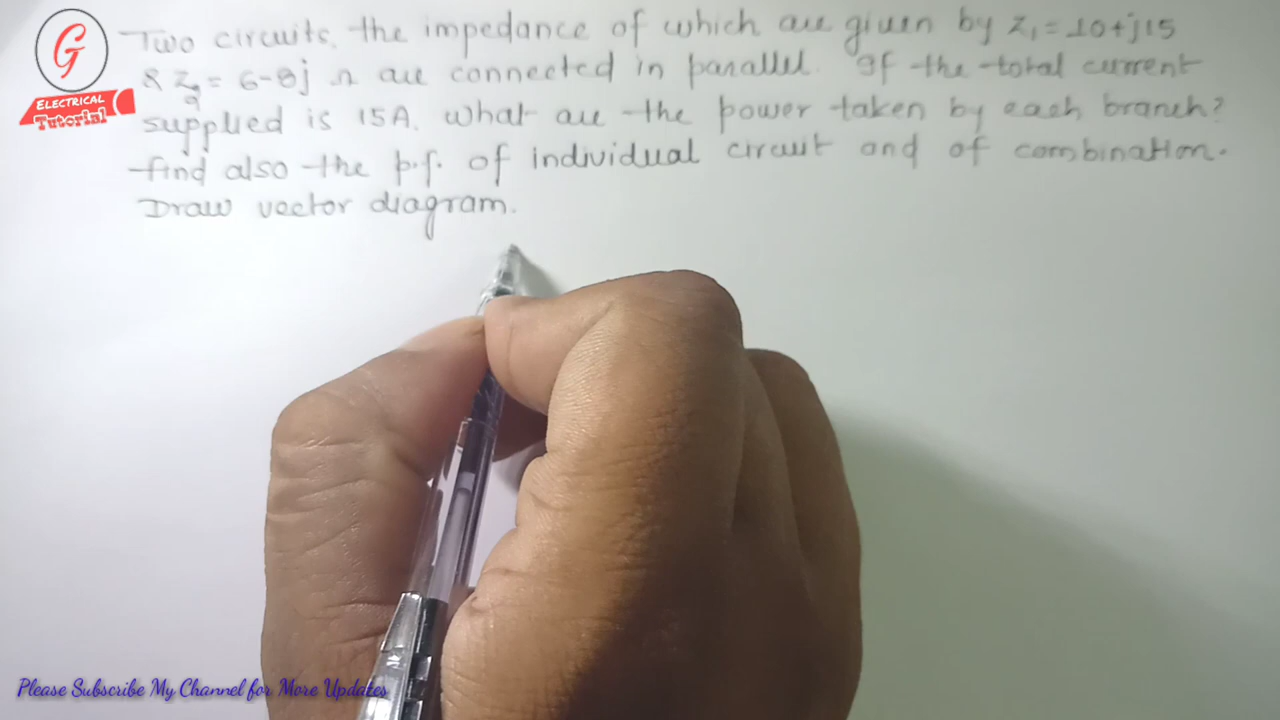 G
ELECTRICAL
Tutorial
Two circuits, the impedance of which are given by Z1 = 10+j15
& Z2 = 6-8j Ω are connected in parallel. If the total current
supplied is 15A. What are the power taken by each branch?
find also the p.f. of individual circuit and of combination.
Draw vector diagram.
Please Subscribe My Channel for More Updates